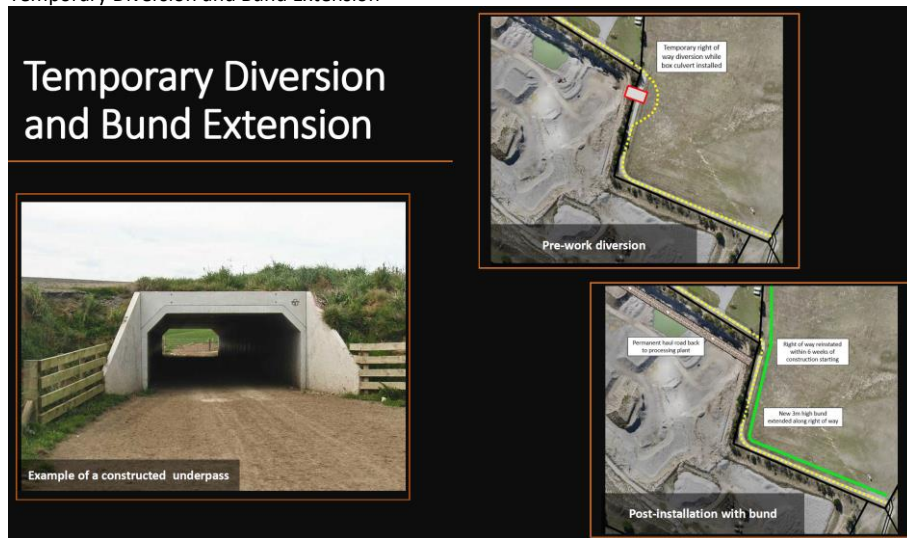 Temporary Diversion and Bund Extension
Temporary Diversion
and Bund Extension
Temporary right of
way diversion while
box culvert installed
Pre-work diversion
Example of a constructed underpass
Permanent haul road back
to processing plant
Right of way reinstated
within 6 weeks of
construction starting
New 3m high bund
extended along right of way
Post-installation with bund